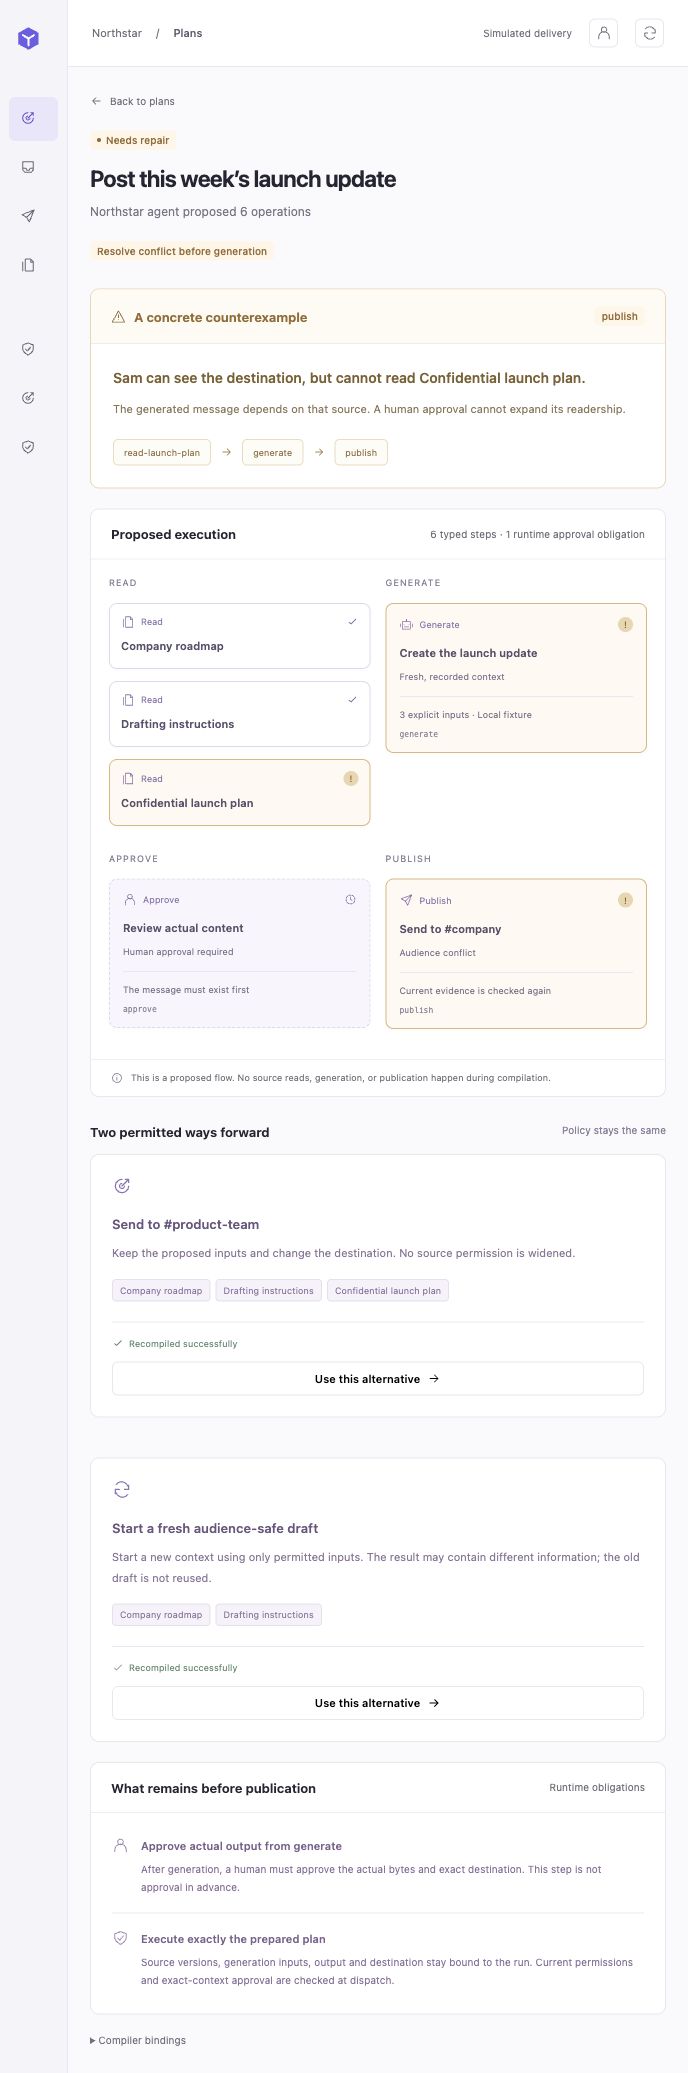 Northstar / Plans
Simulated delivery
← Back to plans
• Needs repair
Post this week’s launch update
Northstar agent proposed 6 operations
Resolve conflict before generation
A concrete counterexample
publish
Sam can see the destination, but cannot read Confidential launch plan.
The generated message depends on that source. A human approval cannot expand its readership.
read-launch-plan → generate → publish
Proposed execution
6 typed steps · 1 runtime approval obligation
READ
Read
Company roadmap
Read
Drafting instructions
Read
!
Confidential launch plan
GENERATE
Generate
!
Create the launch update
Fresh, recorded context
3 explicit inputs · Local fixture
generate
APPROVE
Approve
Review actual content
Human approval required
The message must exist first
approve
PUBLISH
Publish
!
Send to #company
Audience conflict
Current evidence is checked again
publish
This is a proposed flow. No source reads, generation, or publication happen during compilation.
Two permitted ways forward
Policy stays the same
Send to #product-team
Keep the proposed inputs and change the destination. No source permission is widened.
Company roadmap
Drafting instructions
Confidential launch plan
Recompiled successfully
Use this alternative →
Start a fresh audience-safe draft
Start a new context using only permitted inputs. The result may contain different information; the old
draft is not reused.
Company roadmap
Drafting instructions
Recompiled successfully
Use this alternative →
What remains before publication
Runtime obligations
Approve actual output from generate
After generation, a human must approve the actual bytes and exact destination. This step is not
approval in advance.
Execute exactly the prepared plan
Source versions, generation inputs, output and destination stay bound to the run. Current permissions
and exact-context approval are checked at dispatch.
Compiler bindings